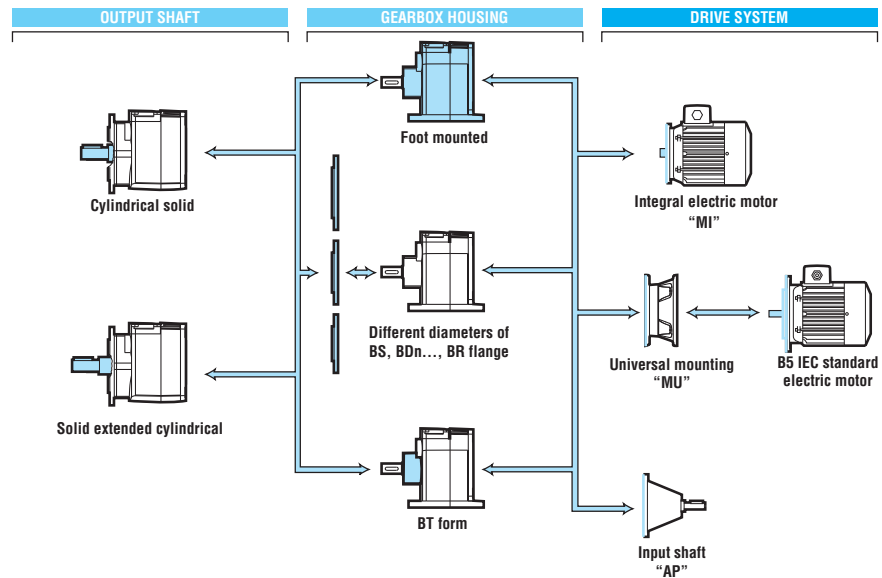 OUTPUT SHAFT
GEARBOX HOUSING
DRIVE SYSTEM
Foot mounted
Cylindrical solid
Integral electric motor
“MI”
Different diameters of
BS, BDn..., BR flange
Universal mounting
“MU”
B5 IEC standard
electric motor
Solid extended cylindrical
BT form
Input shaft
“AP”